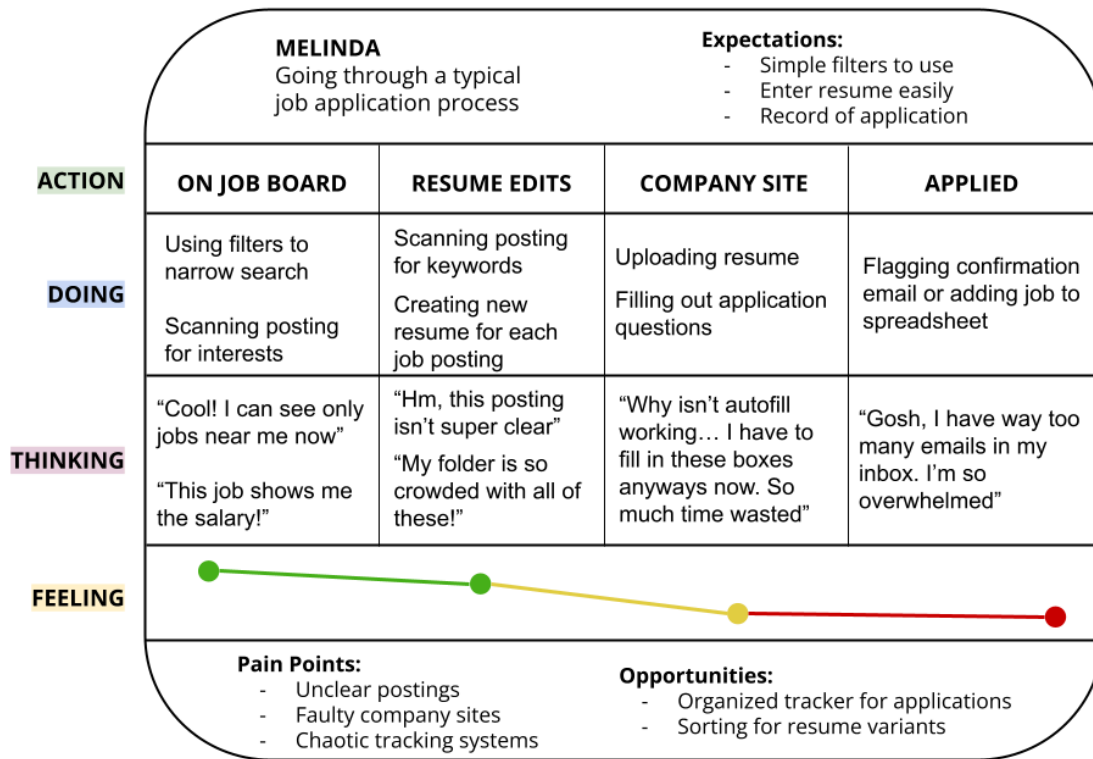 MELINDA
Going through a typical
job application process
Expectations:
- Simple filters to use
- Enter resume easily
- Record of application
ACTION
ON JOB BOARD
RESUME EDITS
COMPANY SITE
APPLIED
DOING
Using filters to
narrow search
Scanning posting
for interests
Scanning posting
for keywords
Creating new
resume for each
job posting
Uploading resume
Filling out application
questions
Flagging confirmation
email or adding job to
spreadsheet
THINKING
“Cool! I can see only
jobs near me now”
“This job shows me
the salary!”
“Hm, this posting
isn’t super clear”
“My folder is so
crowded with all of
these!”
“Why isn’t autofill
working… I have to
fill in these boxes
anyways now. So
much time wasted”
“Gosh, I have way too
many emails in my
inbox. I’m so
overwhelmed”
FEELING
Pain Points:
- Unclear postings
- Faulty company sites
- Chaotic tracking systems
Opportunities:
- Organized tracker for applications
- Sorting for resume variants